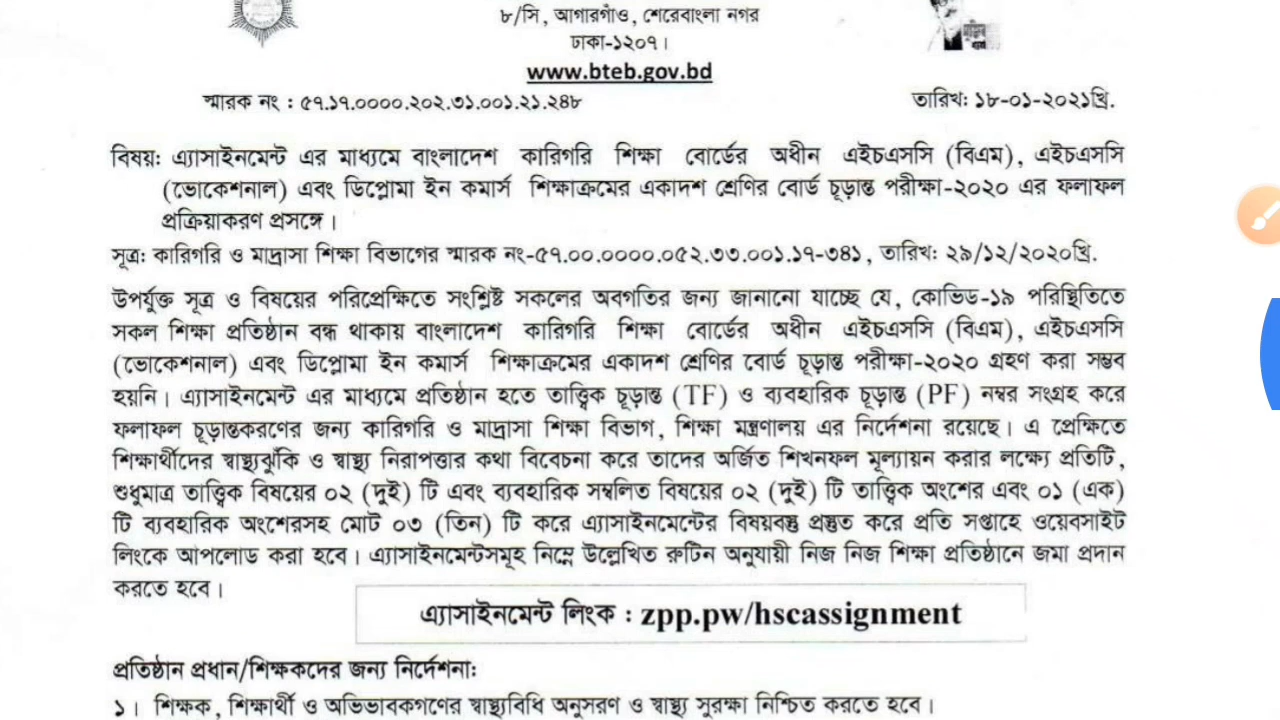 ৮/সি, আগারগাঁও, শেরেবাংলা নগর
ঢাকা-১২০৭।
www.bteb.gov.bd
স্মারক নং : ৫৭.১৭.০০০০.২০২.৩১.০০১.২১.২৪৮ তারিখ: ১৮-০১-২০২১খ্রি.
বিষয়: এ্যাসাইনমেন্ট এর মাধ্যমে বাংলাদেশ কারিগরি শিক্ষা বোর্ডের অধীন এইচএসসি (বিএম), এইচএসসি
(ভোকেশনাল) এবং ডিপ্লোমা ইন কমার্স শিক্ষাক্রমের একাদশ শ্রেণির বোর্ড চূড়ান্ত পরীক্ষা-২০২০ এর ফলাফল
প্রক্রিয়াকরণ প্রসঙ্গে।
সূত্র: কারিগরি ও মাদ্রাসা শিক্ষা বিভাগের স্মারক নং-৫৭.০০.০০০০.০৫২.৩৩.০০১.১৭-৩৪১, তারিখ: ২৯/১২/২০২০খ্রি.
উপর্যুক্ত সূত্র ও বিষয়ের পরিপ্রেক্ষিতে সংশ্লিষ্ট সকলের অবগতির জন্য জানানো যাচ্ছে যে, কোভিড-১৯ পরিস্থিতিতে
সকল শিক্ষা প্রতিষ্ঠান বন্ধ থাকায় বাংলাদেশ কারিগরি শিক্ষা বোর্ডের অধীন এইচএসসি (বিএম), এইচএসসি
(ভোকেশনাল) এবং ডিপ্লোমা ইন কমার্স শিক্ষাক্রমের একাদশ শ্রেণির বোর্ড চূড়ান্ত পরীক্ষা-২০২০ গ্রহণ করা সম্ভব
হয়নি। এ্যাসাইনমেন্ট এর মাধ্যমে প্রতিষ্ঠান হতে তাত্ত্বিক চূড়ান্ত (TF) ও ব্যবহারিক চূড়ান্ত (PF) নম্বর সংগ্রহ করে
ফলাফল চূড়ান্তকরণের জন্য কারিগরি ও মাদ্রাসা শিক্ষা বিভাগ, শিক্ষা মন্ত্রণালয় এর নির্দেশনা রয়েছে। এ প্রেক্ষিতে
শিক্ষার্থীদের স্বাস্থ্যঝুঁকি ও স্বাস্থ্য নিরাপত্তার কথা বিবেচনা করে তাদের অর্জিত শিখনফল মূল্যায়ন করার লক্ষ্যে প্রতিটি,
শুধুমাত্র তাত্ত্বিক বিষয়ের ০২ (দুই) টি এবং ব্যবহারিক সম্বলিত বিষয়ের ০২ (দুই) টি তাত্ত্বিক অংশের এবং ০১ (এক)
টি ব্যবহারিক অংশেরসহ মোট ০৩ (তিন) টি করে এ্যাসাইনমেন্টের বিষয়বস্তু প্রস্তুত করে প্রতি সপ্তাহে ওয়েবসাইট
লিংকে আপলোড করা হবে। এ্যাসাইনমেন্টসমূহ নিম্নে উল্লেখিত রুটিন অনুযায়ী নিজ নিজ শিক্ষা প্রতিষ্ঠানে জমা প্রদান
করতে হবে।
এ্যাসাইনমেন্ট লিংক : zpp.pw/hscassignment
প্রতিষ্ঠান প্রধান/শিক্ষকদের জন্য নির্দেশনা:
১। শিক্ষক, শিক্ষার্থী ও অভিভাবকগণের স্বাস্থ্যবিধি অনুসরণ ও স্বাস্থ্য সুরক্ষা নিশ্চিত করতে হবে।